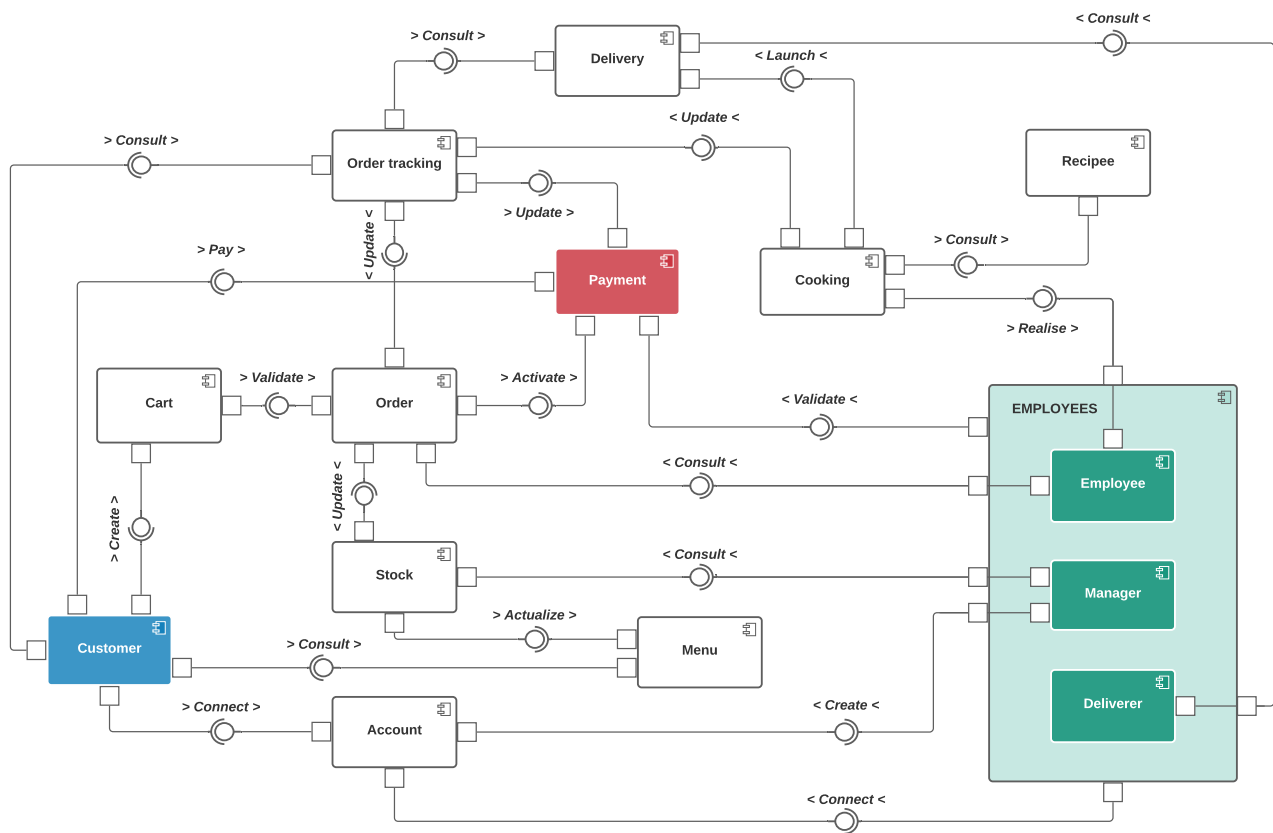 < Consult <
> Consult >
Delivery
< Launch <
< Update <
> Consult >
Order tracking
Recipee
> Update >
< Update <
> Pay >
> Consult >
Payment
Cooking
> Realise >
> Validate >
> Activate >
Cart
Order
< Validate <
EMPLOYEES
< Consult <
Employee
< Update <
> Create >
< Consult <
Stock
Manager
> Actualize >
Customer
> Consult >
Menu
> Connect >
Account
< Create <
Deliverer
< Connect <